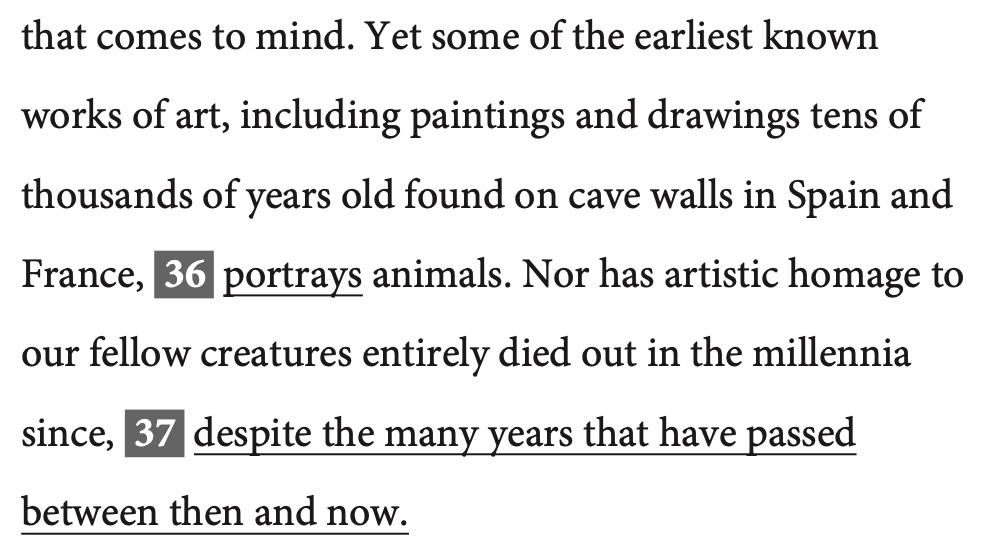 that comes to mind. Yet some of the earliest known
works of art, including paintings and drawings tens of
thousands of years old found on cave walls in Spain and
France, 36 portrays animals. Nor has artistic homage to
our fellow creatures entirely died out in the millennia
since, 37 despite the many years that have passed
between then and now.